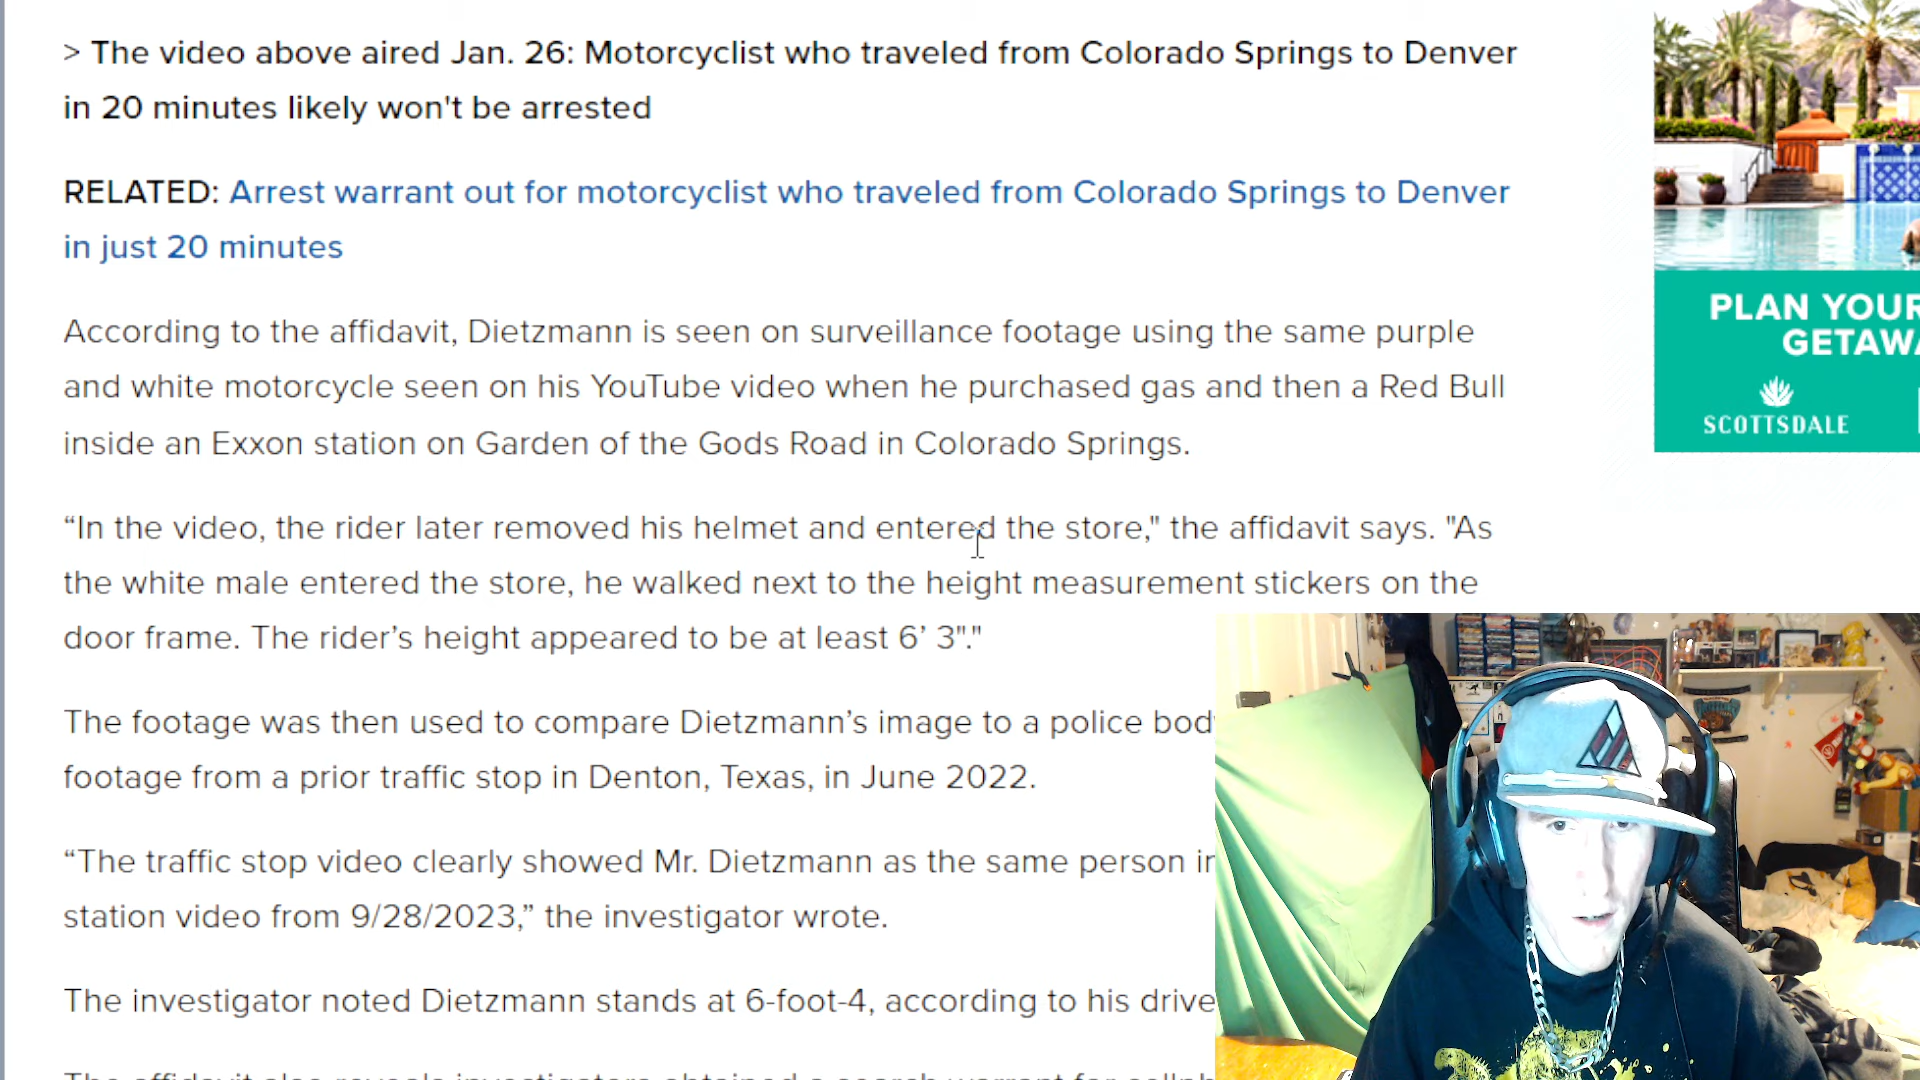 > The video above aired Jan. 26: Motorcyclist who traveled from Colorado Springs to Denver
in 20 minutes likely won't be arrested
RELATED: Arrest warrant out for motorcyclist who traveled from Colorado Springs to Denver
in just 20 minutes
According to the affidavit, Dietzmann is seen on surveillance footage using the same purple
and white motorcycle seen on his YouTube video when he purchased gas and then a Red Bull
inside an Exxon station on Garden of the Gods Road in Colorado Springs.
“In the video, the rider later removed his helmet and entered the store," the affidavit says. "As
the white male entered the store, he walked next to the height measurement stickers on the
door frame. The rider’s height appeared to be at least 6’ 3"."
The footage was then used to compare Dietzmann’s image to a police bod
footage from a prior traffic stop in Denton, Texas, in June 2022.
“The traffic stop video clearly showed Mr. Dietzmann as the same person in
station video from 9/28/2023,” the investigator wrote.
The investigator noted Dietzmann stands at 6-foot-4, according to his drive
PLAN YOUR
GETAWA
SCOTTSDALE